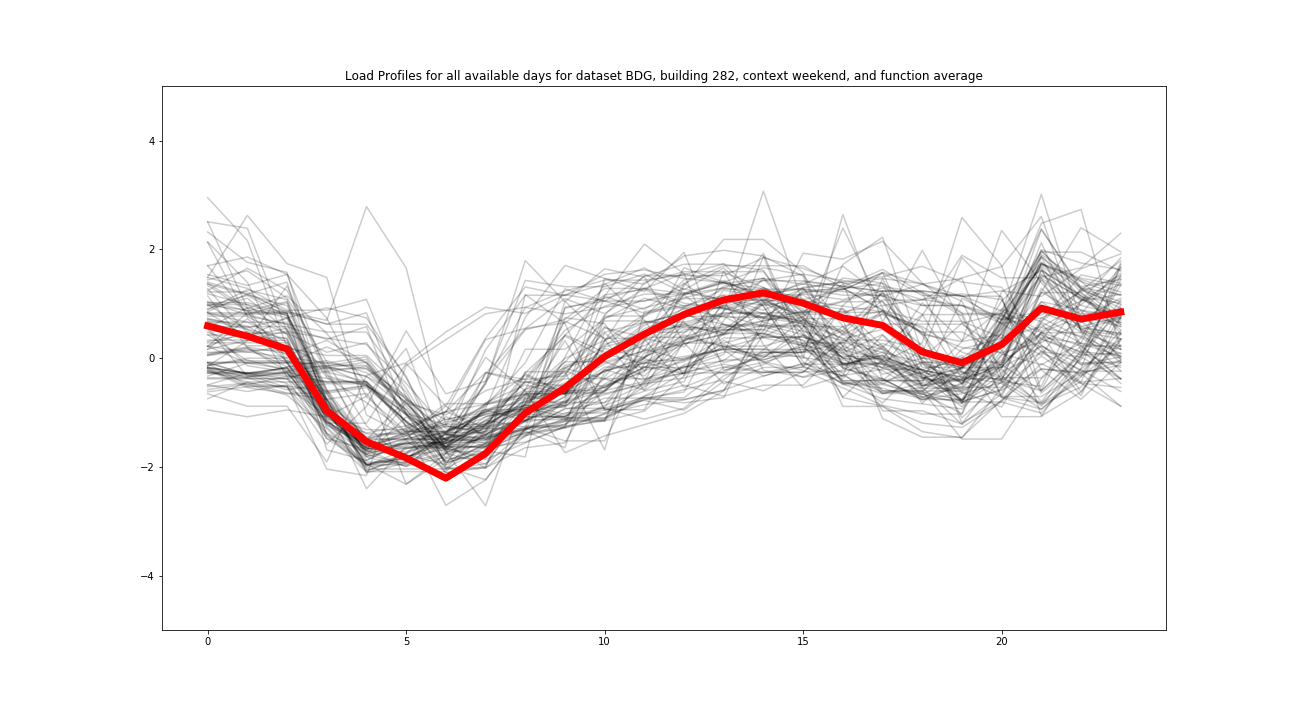 Load Profiles for all available days for dataset BDG, building 282, context weekend, and function average
4
2
0
−2
−4
0 5 10 15 20